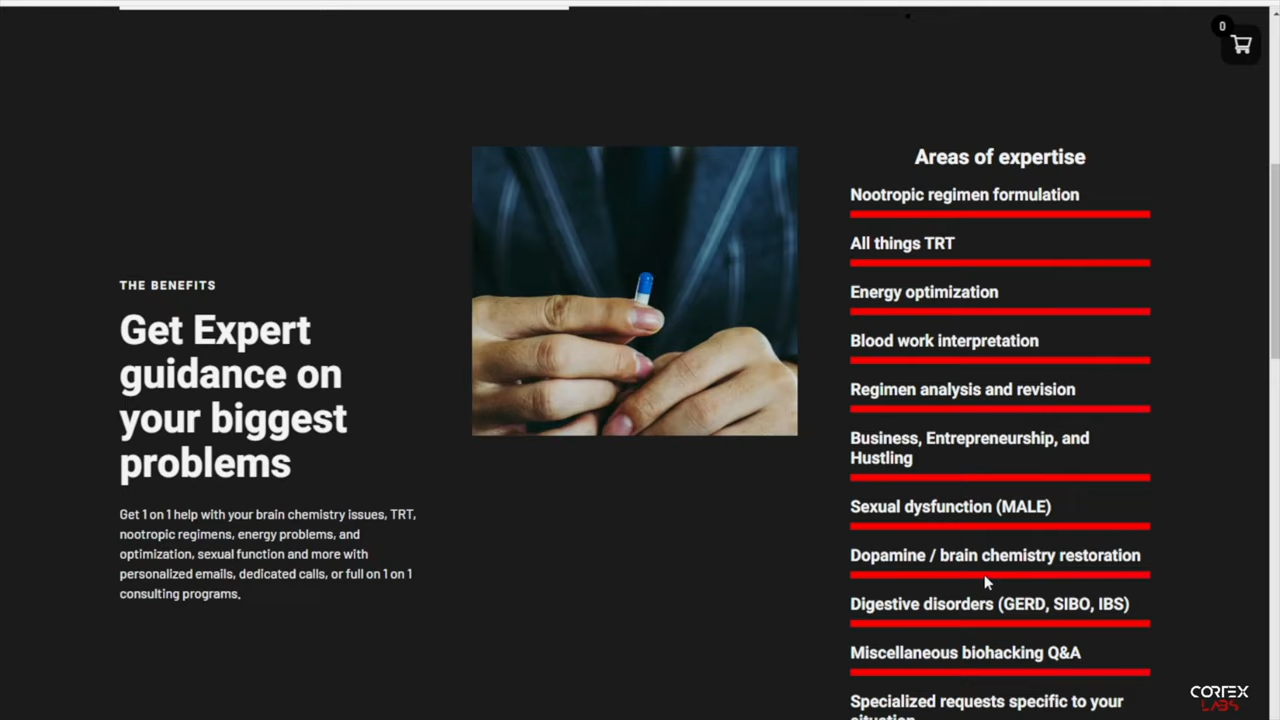 0
THE BENEFITS
Get Expert
guidance on
your biggest
problems
Get 1 on 1 help with your brain chemistry issues, TRT,
nootropic regimens, energy problems, and
optimization, sexual function and more with
personalized emails, dedicated calls, or full on 1 on 1
consulting programs.
Areas of expertise
Nootropic regimen formulation
All things TRT
Energy optimization
Blood work interpretation
Regimen analysis and revision
Business, Entrepreneurship, and
Hustling
Sexual dysfunction (MALE)
Dopamine / brain chemistry restoration
Digestive disorders (GERD, SIBO, IBS)
Miscellaneous biohacking Q&A
Specialized requests specific to your
situation
CORTEX
LABS